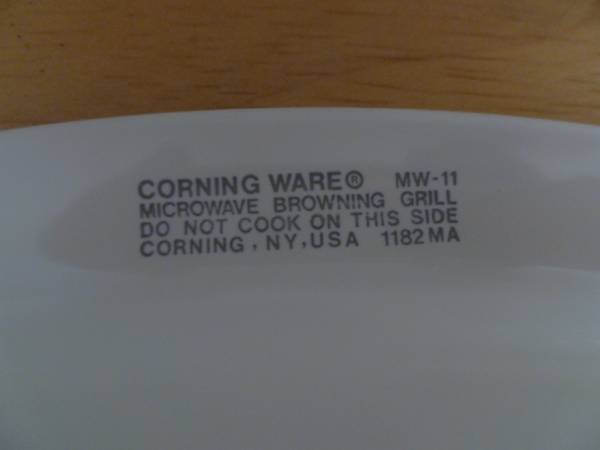 CORNING WARE® MW-11
MICROWAVE BROWNING GRILL
DO NOT COOK ON THIS SIDE
CORNING, NY, USA 1182 MA